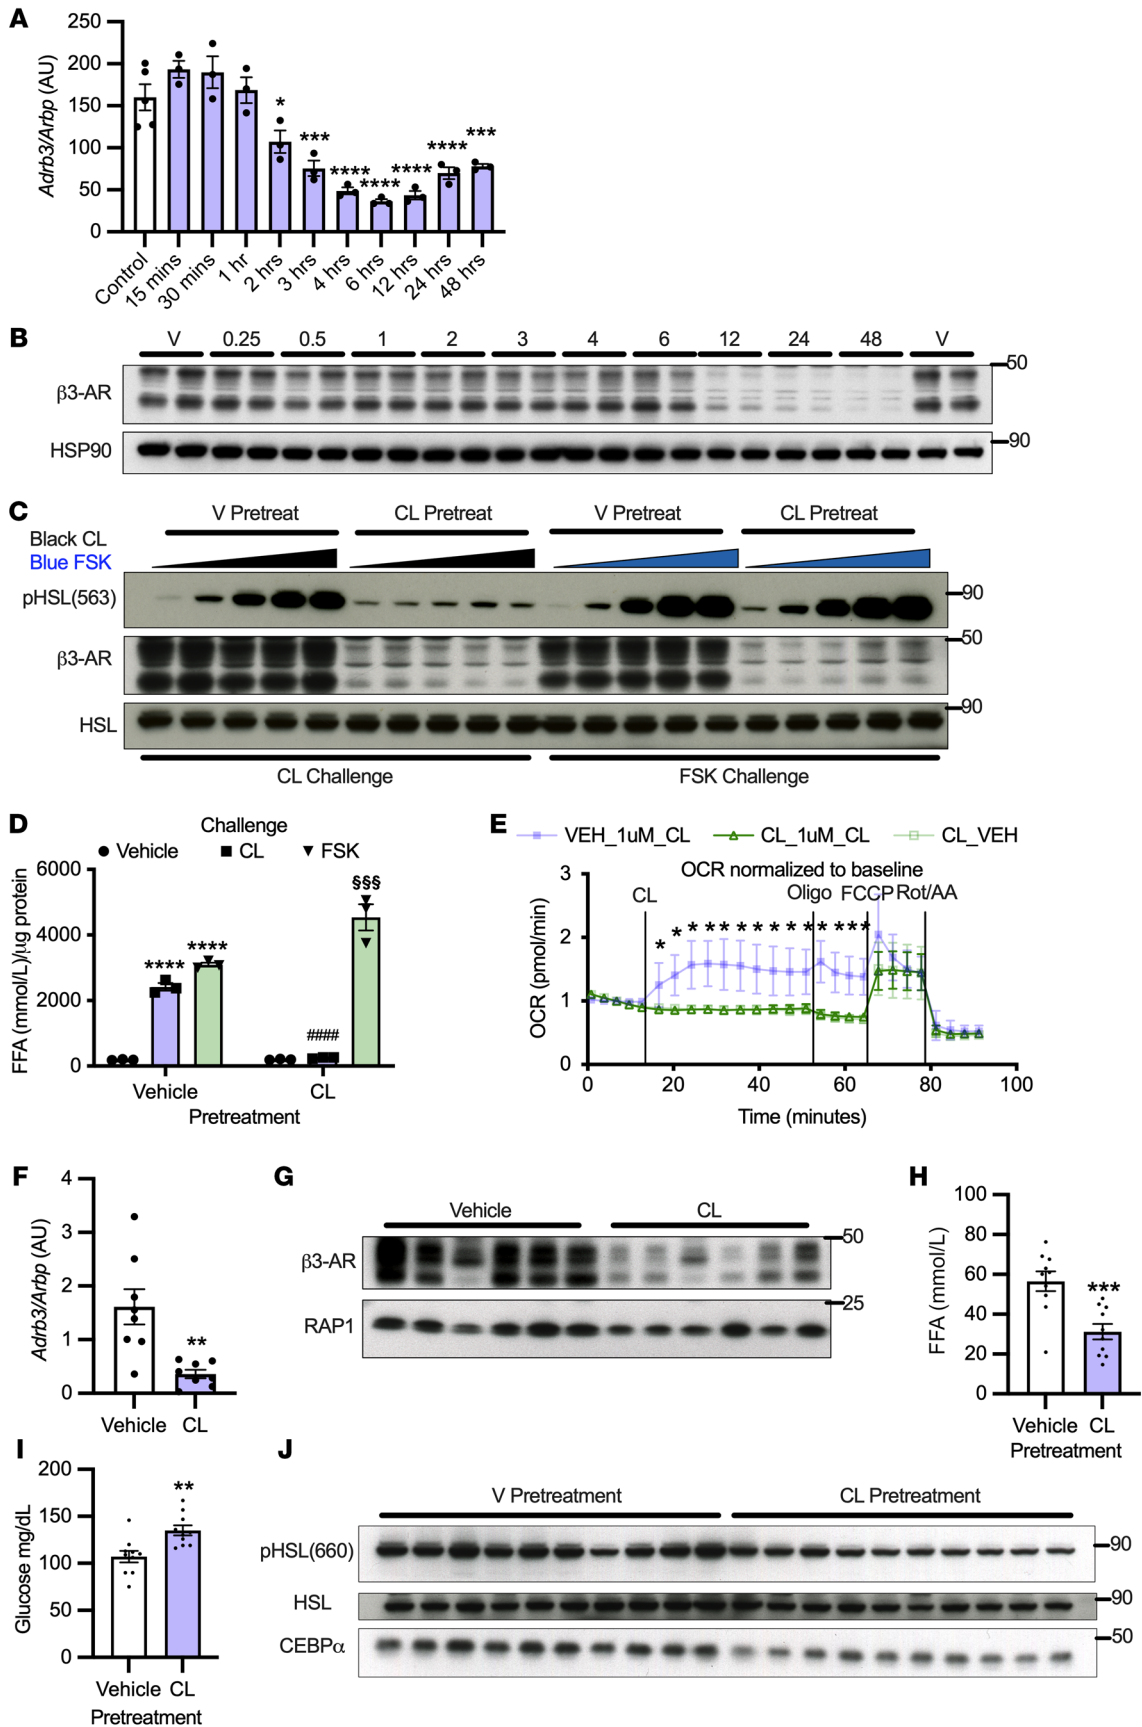 A
Adrb3/Arbp (AU)
250
200
150
100
50
0
*
***
****
****
****
****
***
Control
15 mins
30 mins
1 hr
2 hrs
3 hrs
4 hrs
6 hrs
12 hrs
24 hrs
48 hrs
B
V 0.25 0.5 1 2 3 4 6 12 24 48 V
β3-AR
50
HSP90
90
C
V Pretreat CL Pretreat V Pretreat CL Pretreat
Black CL
Blue FSK
pHSL(563)
90
β3-AR
50
HSL
90
CL Challenge FSK Challenge
D
Challenge
Vehicle CL FSK
FFA (mmol/L)/µg protein
6000
4000
2000
0
****
****
####
§§§
Vehicle CL
Pretreatment
E
VEH_1uM_CL CL_1uM_CL CL_VEH
OCR normalized to baseline
CL Oligo FCCP Rot/AA
* * * * * * * * * * * * * *
OCR (pmol/min)
3
2
1
0
0 20 40 60 80 100
Time (minutes)
F
Adrb3/Arbp (AU)
4
3
2
1
0
**
Vehicle CL
G
Vehicle CL
β3-AR
50
RAP1
25
H
FFA (mmol/L)
100
80
60
40
20
0
***
Vehicle CL
Pretreatment
I
Glucose mg/dL
200
150
100
50
0
**
Vehicle CL
Pretreatment
J
V Pretreatment CL Pretreatment
pHSL(660)
90
HSL
90
CEBPα
50